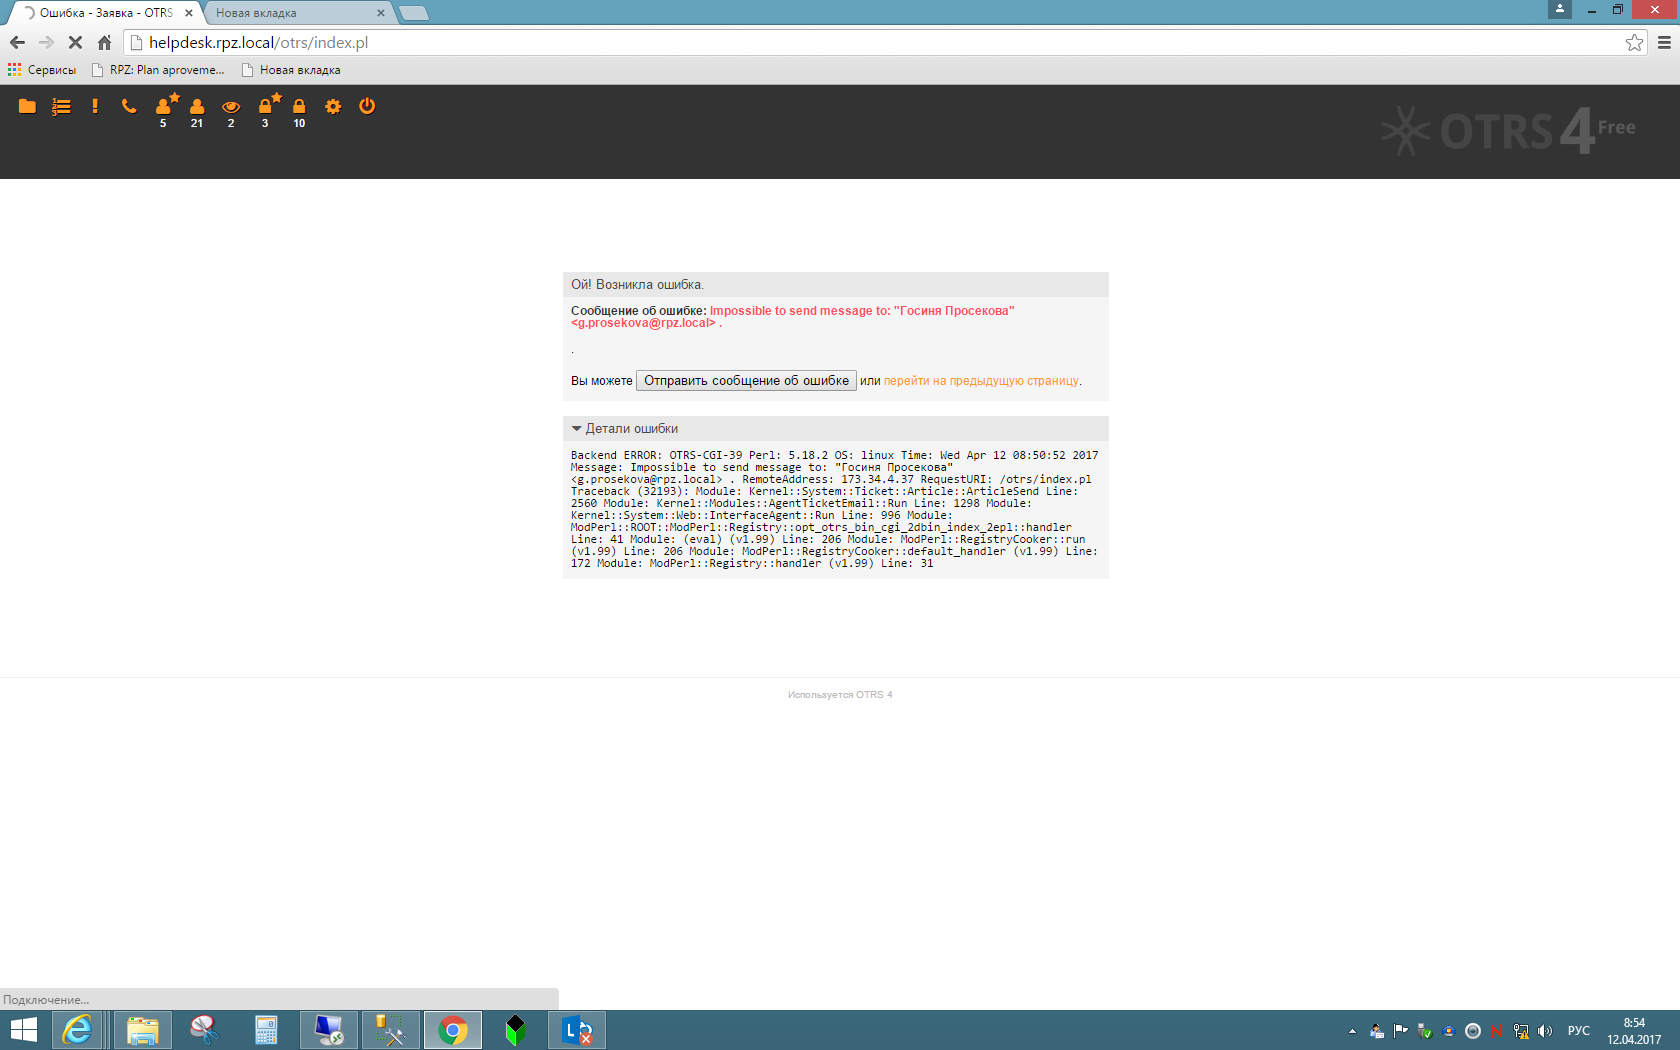 Ошибка - Заявка - OTRS
Новая вкладка
helpdesk.rpz.local/otrs/index.pl
Сервисы
RPZ: Plan aproveme...
Новая вкладка
5
21
2
3
10
OTRS 4 Free
Ой! Возникла ошибка.
Сообщение об ошибке: Impossible to send message to: "Госиня Просекова"
<g.prosekova@rpz.local> .
.
Вы можете Отправить сообщение об ошибке или перейти на предыдущую страницу.
Детали ошибки
Backend ERROR: OTRS-CGI-39 Perl: 5.18.2 OS: linux Time: Wed Apr 12 08:50:52 2017
Message: Impossible to send message to: "Госиня Просекова"
<g.prosekova@rpz.local> . RemoteAddress: 173.34.4.37 RequestURI: /otrs/index.pl
Traceback (32193): Module: Kernel::System::Ticket::Article::ArticleSend Line:
2560 Module: Kernel::Modules::AgentTicketEmail::Run Line: 1298 Module:
Kernel::System::Web::InterfaceAgent::Run Line: 996 Module:
ModPerl::ROOT::ModPerl::Registry::opt_otrs_bin_cgi_2dbin_index_2epl::handler
Line: 41 Module: (eval) (v1.99) Line: 206 Module: ModPerl::RegistryCooker::run
(v1.99) Line: 206 Module: ModPerl::RegistryCooker::default_handler (v1.99) Line:
172 Module: ModPerl::Registry::handler (v1.99) Line: 31
Используется OTRS 4
Подключение...
РУС
8:54
12.04.2017